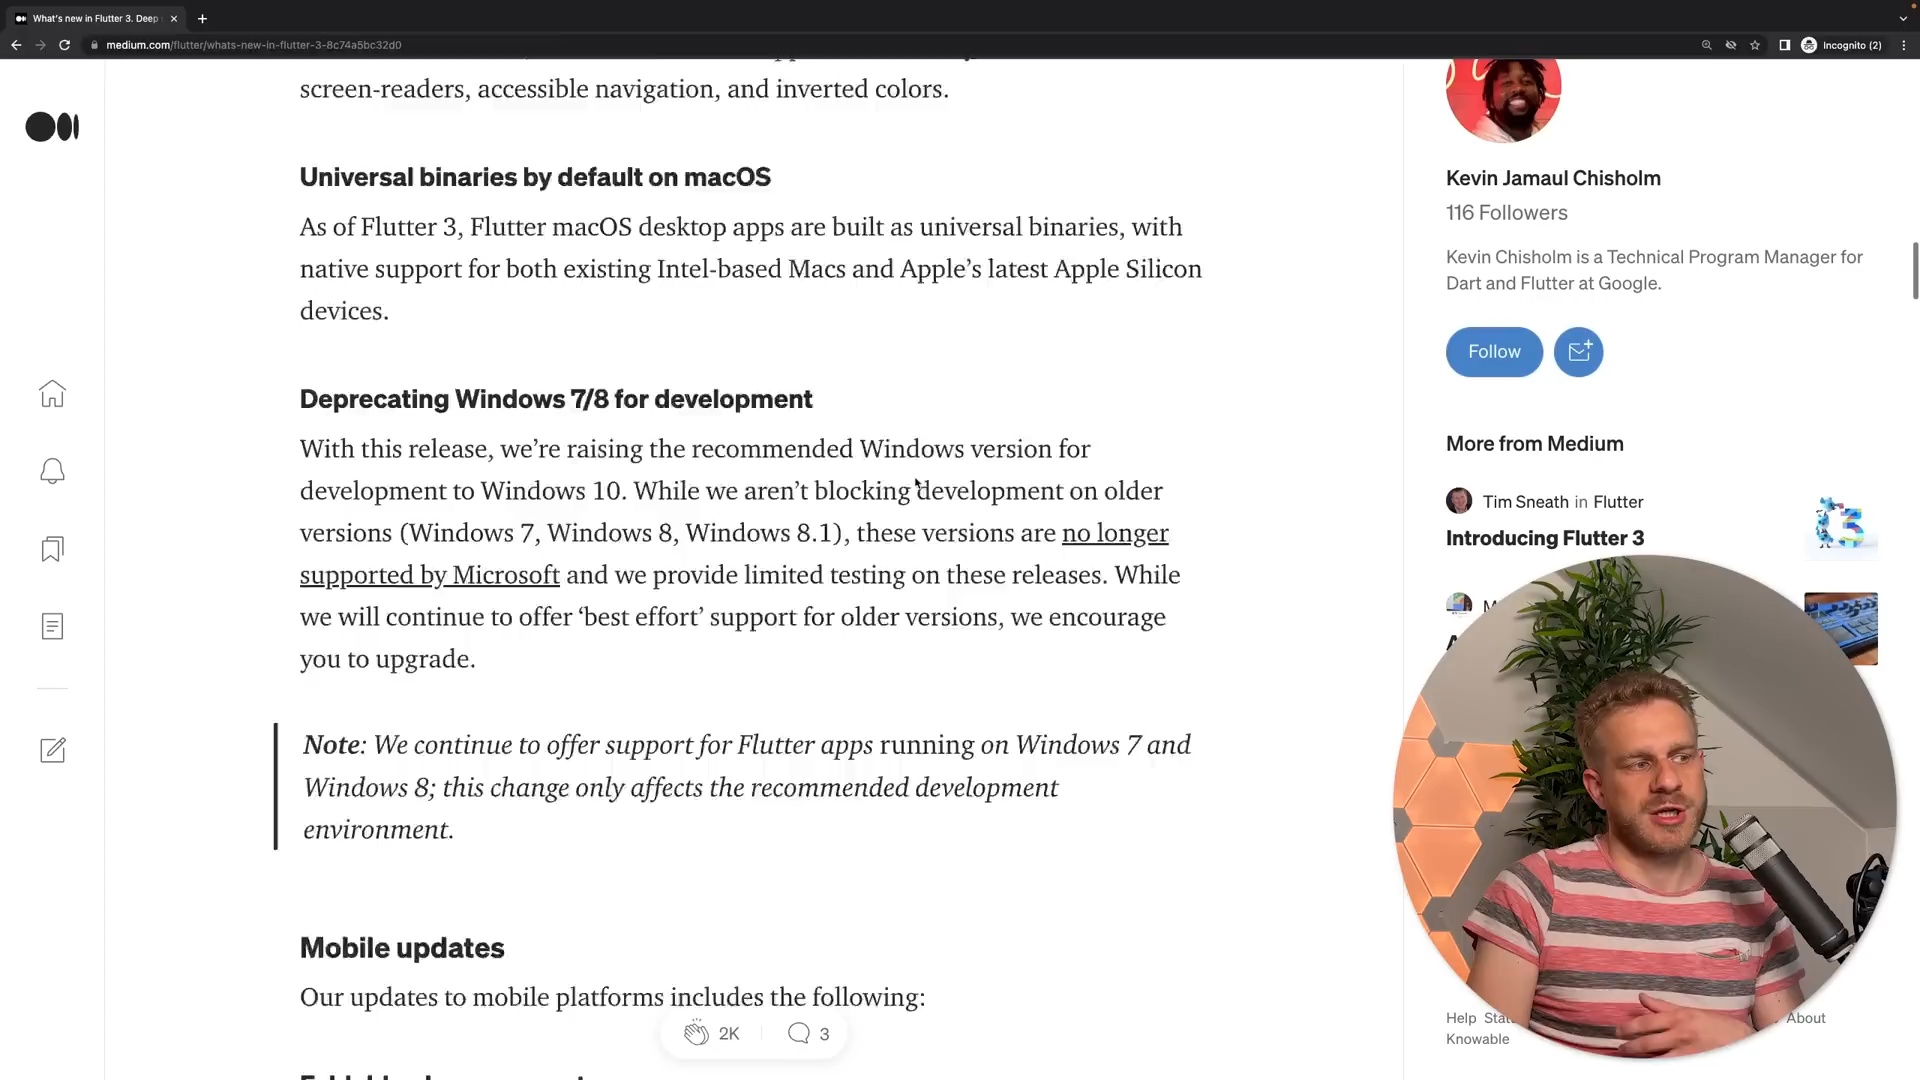 What's new in Flutter 3. Deep
medium.com/flutter/whats-new-in-flutter-3-8c74a5bc32d0
Incognito (2)
screen-readers, accessible navigation, and inverted colors.
Universal binaries by default on macOS
As of Flutter 3, Flutter macOS desktop apps are built as universal binaries, with
native support for both existing Intel-based Macs and Apple’s latest Apple Silicon
devices.
Deprecating Windows 7/8 for development
With this release, we’re raising the recommended Windows version for
development to Windows 10. While we aren’t blocking development on older
versions (Windows 7, Windows 8, Windows 8.1), these versions are no longer
supported by Microsoft and we provide limited testing on these releases. While
we will continue to offer ‘best effort’ support for older versions, we encourage
you to upgrade.
Note: We continue to offer support for Flutter apps running on Windows 7 and
Windows 8; this change only affects the recommended development
environment.
Mobile updates
Our updates to mobile platforms includes the following:
2K
3
Kevin Jamaul Chisholm
116 Followers
Kevin Chisholm is a Technical Program Manager for
Dart and Flutter at Google.
Follow
More from Medium
Tim Sneath in Flutter
Introducing Flutter 3
Help
About
Knowable